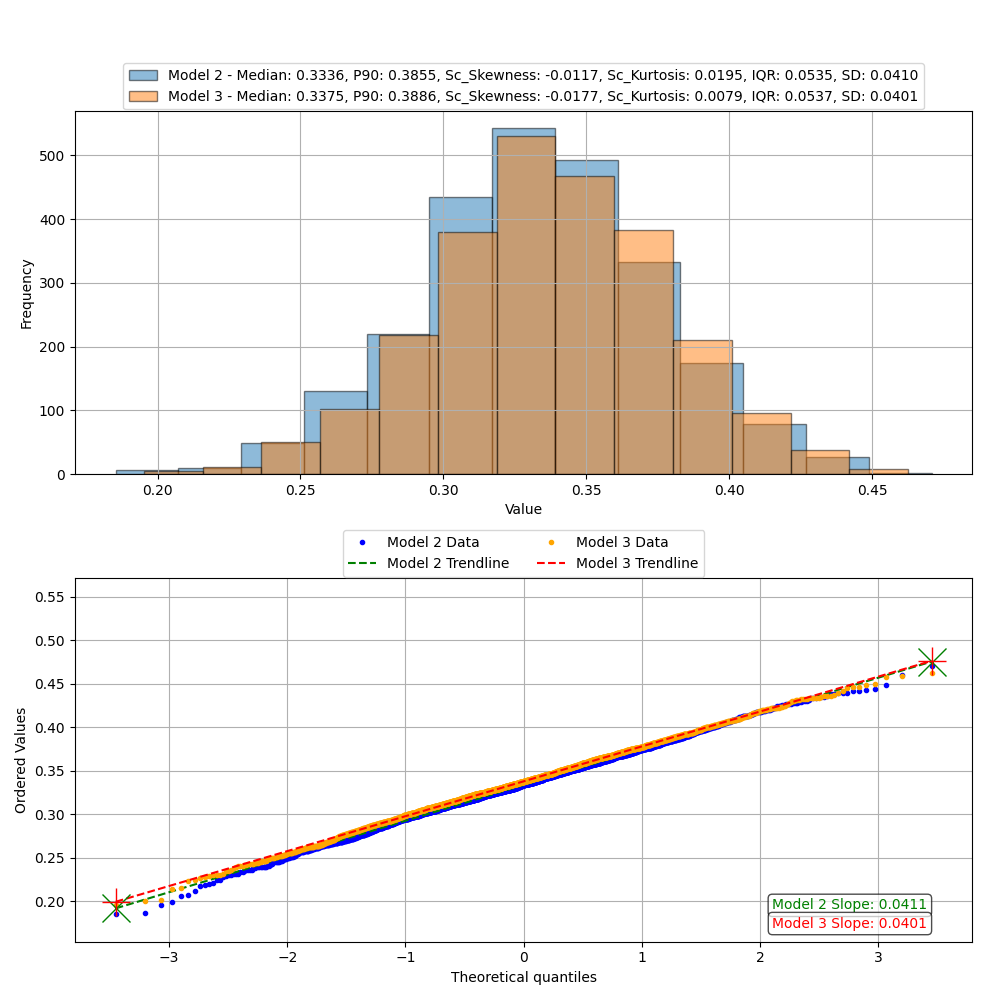 Model 2 - Median: 0.3336, P90: 0.3855, Sc_Skewness: -0.0117, Sc_Kurtosis: 0.0195, IQR: 0.0535, SD: 0.0410
Model 3 - Median: 0.3375, P90: 0.3886, Sc_Skewness: -0.0177, Sc_Kurtosis: 0.0079, IQR: 0.0537, SD: 0.0401
500
400
300
200
100
0
Frequency
0.20 0.25 0.30 0.35 0.40 0.45
Value
Model 2 Data Model 3 Data
Model 2 Trendline Model 3 Trendline
0.55
0.50
0.45
0.40
0.35
0.30
0.25
0.20
Ordered Values
Model 2 Slope: 0.0411
Model 3 Slope: 0.0401
−3 −2 −1 0 1 2 3
Theoretical quantiles